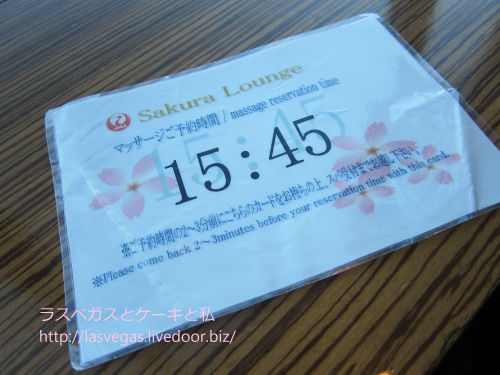 JAL Sakura Lounge
マッサージご予約時間 / massage reservation time
15:45
※ご予約時間の2〜3分前にこちらのカードをお持ちの上、スパ受付までお越し下さい。
※Please come back 2〜3minutes before your reservation time with this card.
ラスベガスとケーキと私
http://lasvegas.livedoor.biz/